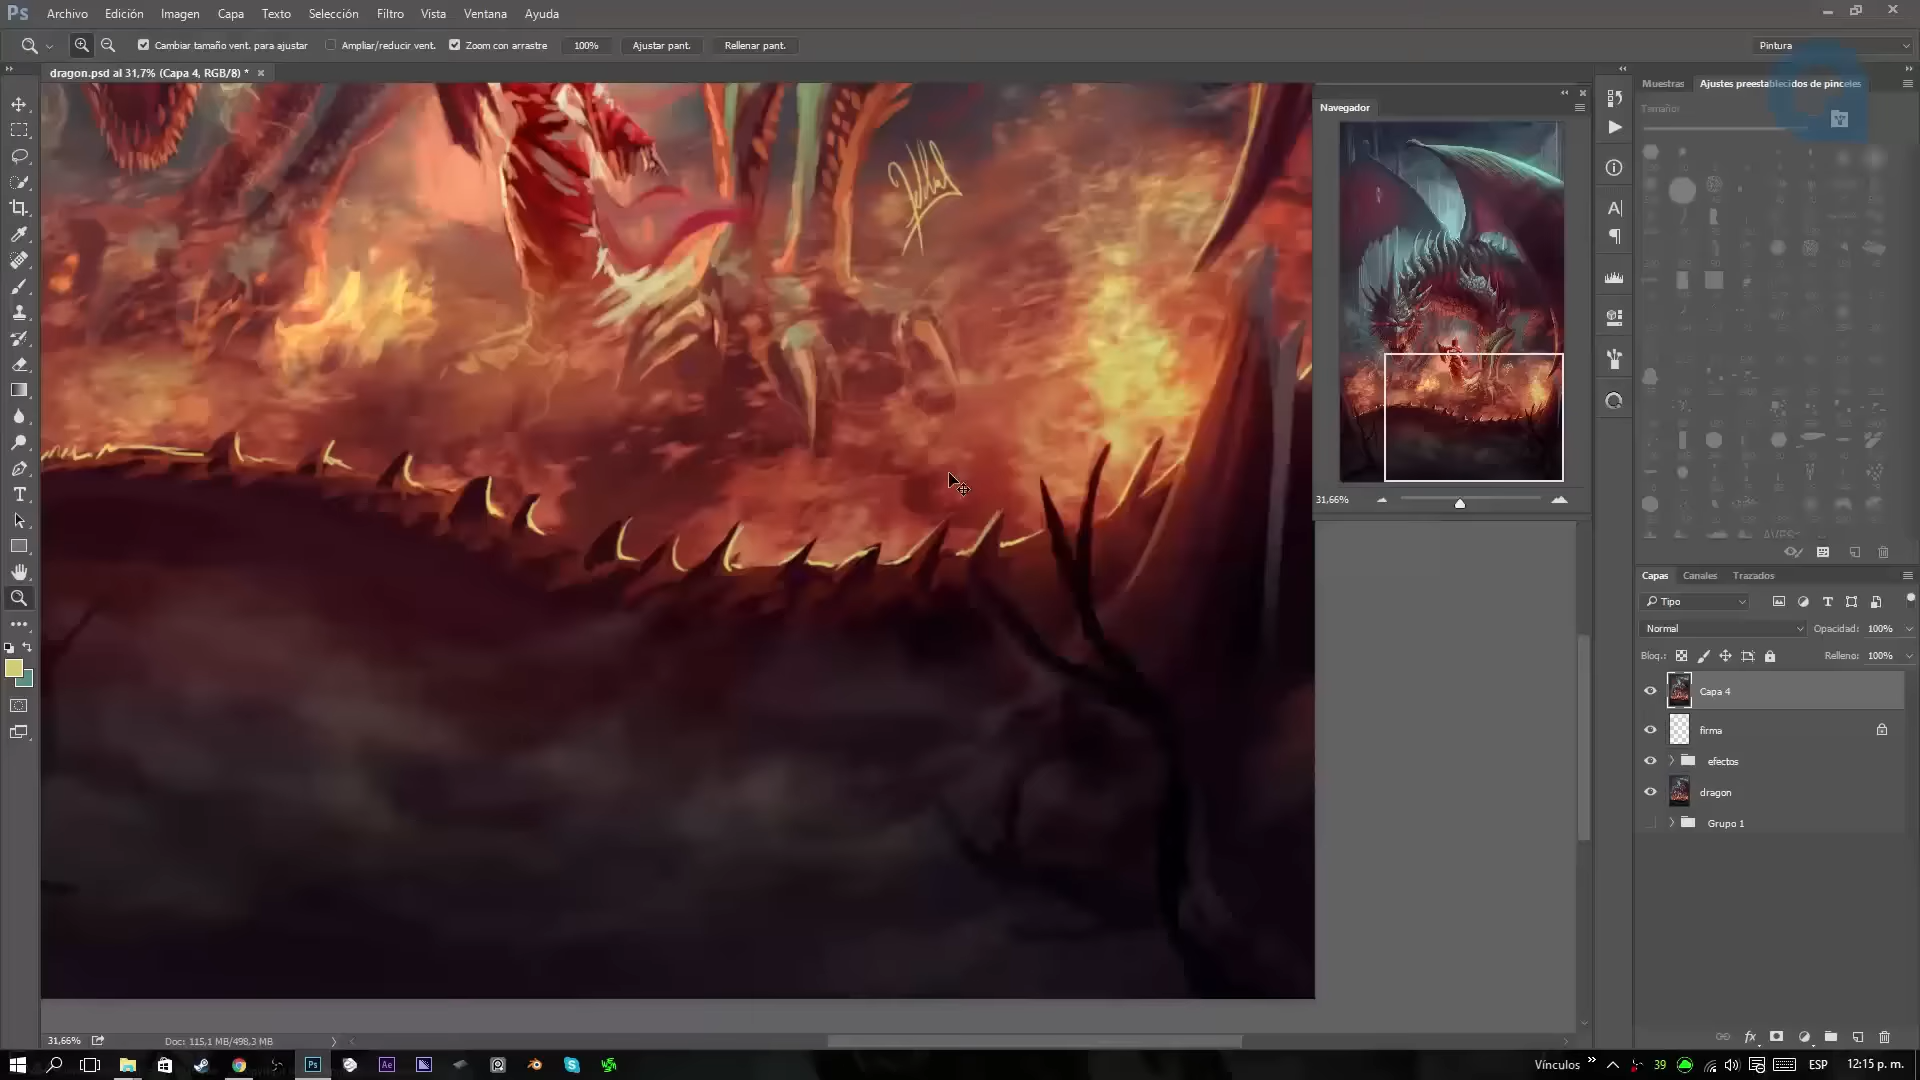 Ps Archivo Edición Imagen Capa Texto Selección Filtro Vista Ventana Ayuda
Cambiar tamaño vent. para ajustar Ampliar/reducir vent. Zoom con arrastre 100% Ajustar pant. Rellenar pant. Pintura
dragon.psd al 31,7% (Capa 4, RGB/8) *
Muestras Ajustes preestablecidos de pinceles
Tamaño:
Navegador
31,66%
Capas Canales Trazados
Tipo
Normal Opacidad: 100%
Bloq.: Relleno: 100%
Capa 4
firma
efectos
dragon
Grupo 1
31,66% Doc: 115,1 MB/498,3 MB
Vínculos 39 ESP 12:15 p. m.